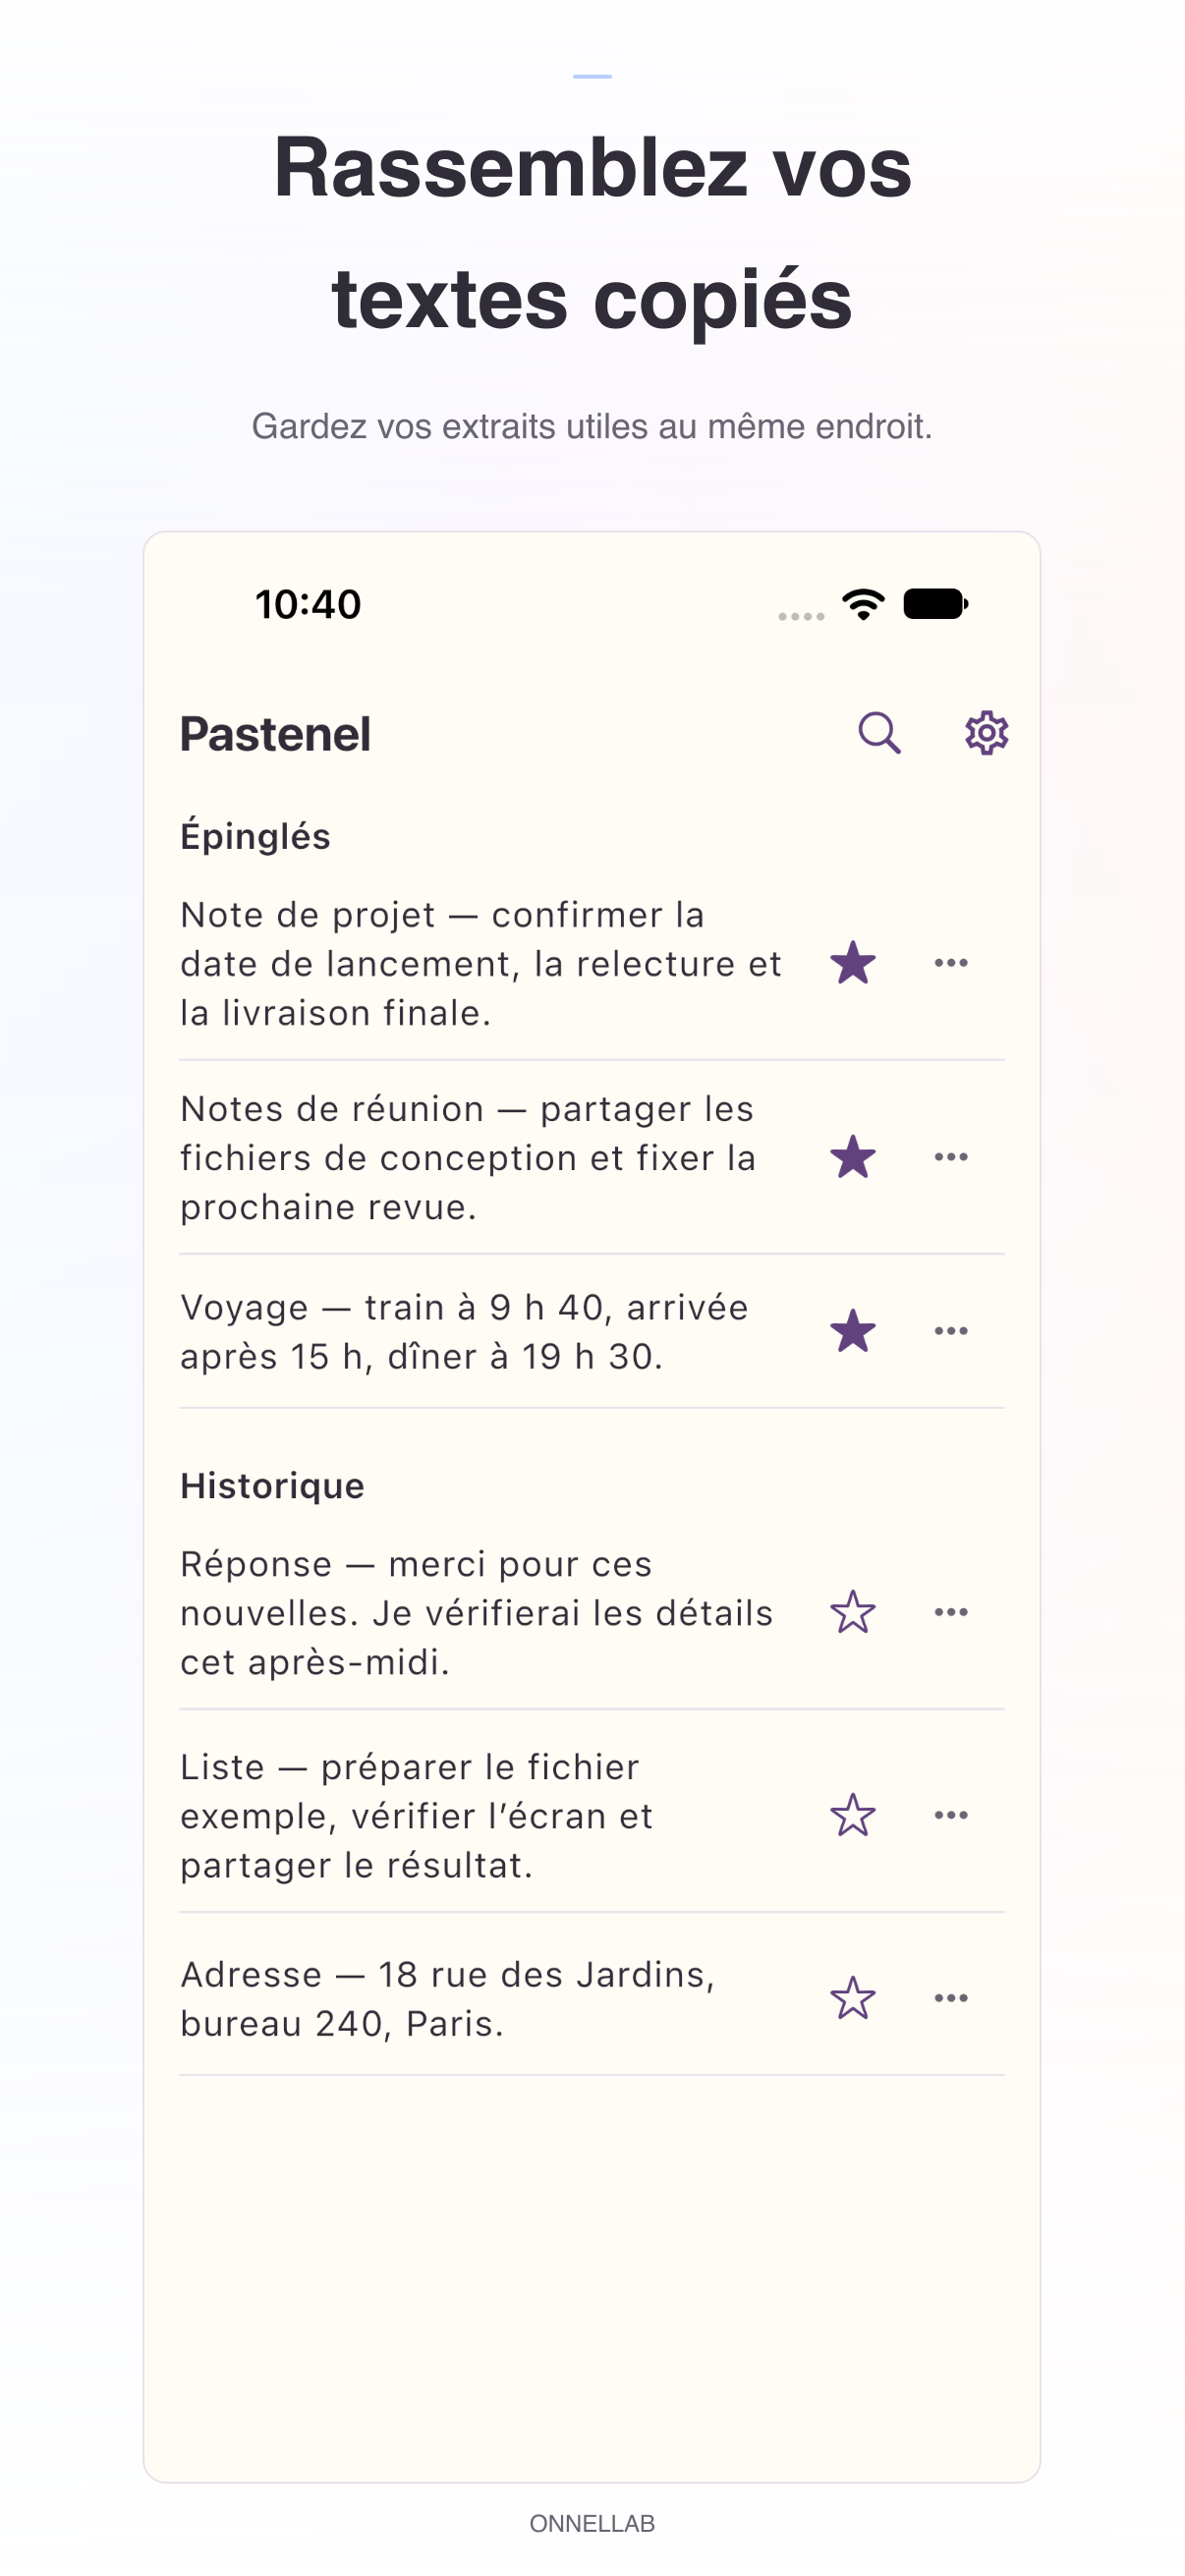 Rassemblez vos
textes copiés
Gardez vos extraits utiles au même endroit.
10:40
Pastenel
Épinglés
Note de projet — confirmer la
date de lancement, la relecture et
la livraison finale.
Notes de réunion — partager les
fichiers de conception et fixer la
prochaine revue.
Voyage — train à 9 h 40, arrivée
après 15 h, dîner à 19 h 30.
Historique
Réponse — merci pour ces
nouvelles. Je vérifierai les détails
cet après-midi.
Liste — préparer le fichier
exemple, vérifier l’écran et
partager le résultat.
Adresse — 18 rue des Jardins,
bureau 240, Paris.
ONNELLAB